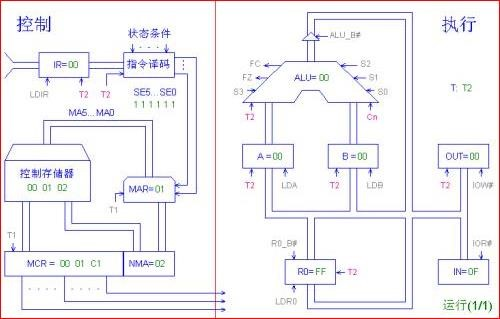 控制
状态条件
IR=00
指令译码
LDIR
T2
T2
SE5...SE0
1 1 1 1 1 1
MA5...MA0
控制存储器
00 01 02
MAR=01
T1
T1
MCR = 00 01 C1
NMA=02
执行
ALU_B#
FC
FZ
S3
ALU= 00
S2
S1
S0
T2
Cn
T: T2
A =00
B =00
OUT=00
T2
LDA
T2
LDB
T2
IOW#
R0_B#
IOR#
R0= FF
T2
IN=0F
LDR0
运行(1/1)